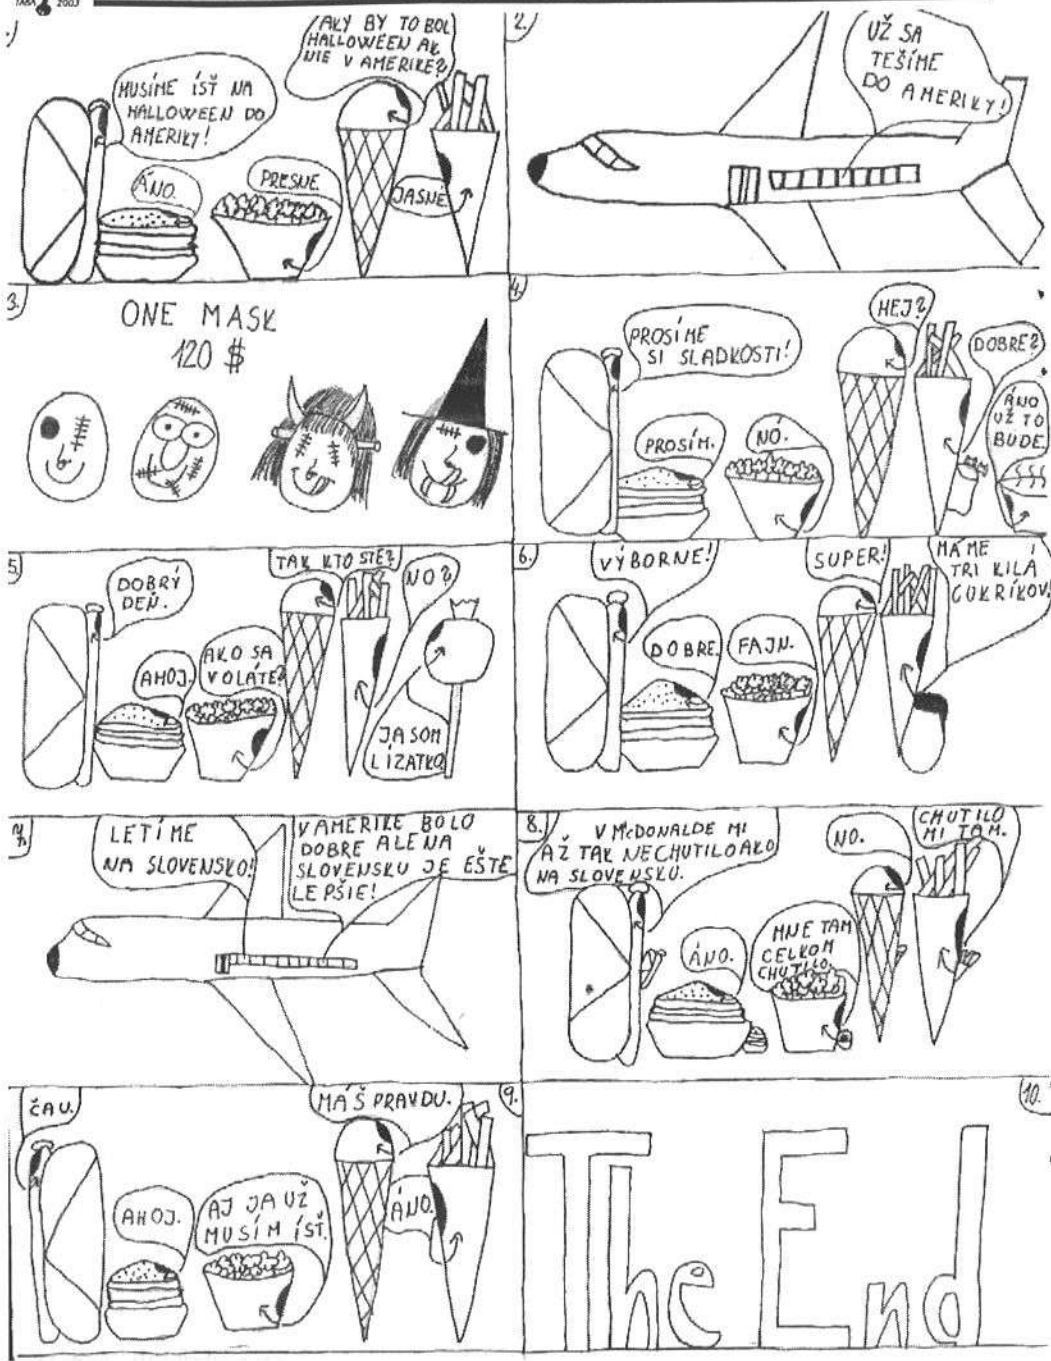 TABA 2003
1.)
MUSÍME ÍSŤ NA
HALLOWEEN DO
AMERIKY!
AKÝ BY TO BOL
HALLOWEEN AK
NIE V AMERIKE?
ÁNO.
PRESNE.
JASNÉ
2.
UŽ SA
TEŠÍME
DO AMERIKY!
3.
ONE MASK
120 $
4.
PROSÍME
SI SLADKOSTI!
PROSÍM.
NÓ.
HEJ?
DOBRE?
ÁNO
UŽ TO
BUDE.
5.
DOBRÝ
DEŇ.
AHOJ.
AKO SA
VOLÁTE?
TAK KTO STE?
NO?
JA SOM
LÍZATKO
6.
VÝBORNE!
DOBRE.
FAJN.
SUPER!
MÁME
TRI KILÁ
CUKRÍKOV.
7.
LETÍME
NA SLOVENSKO!
V AMERIKE BOLO
DOBRE ALE NA
SLOVENSKU JE EŠTE
LEPŠIE!
8.
V McDONALDE MI
AŽ TAK NECHUTILO AKO
NA SLOVENSKU.
ÁNO.
MNE TAM
CELKOM
CHUTILO.
NO.
CHUTILO
MI TAM.
9.
ČAU.
AHOJ.
AJ JA UŽ
MUSÍM ÍSŤ.
MÁŠ PRAVDU.
ÁNO.
10.
The End